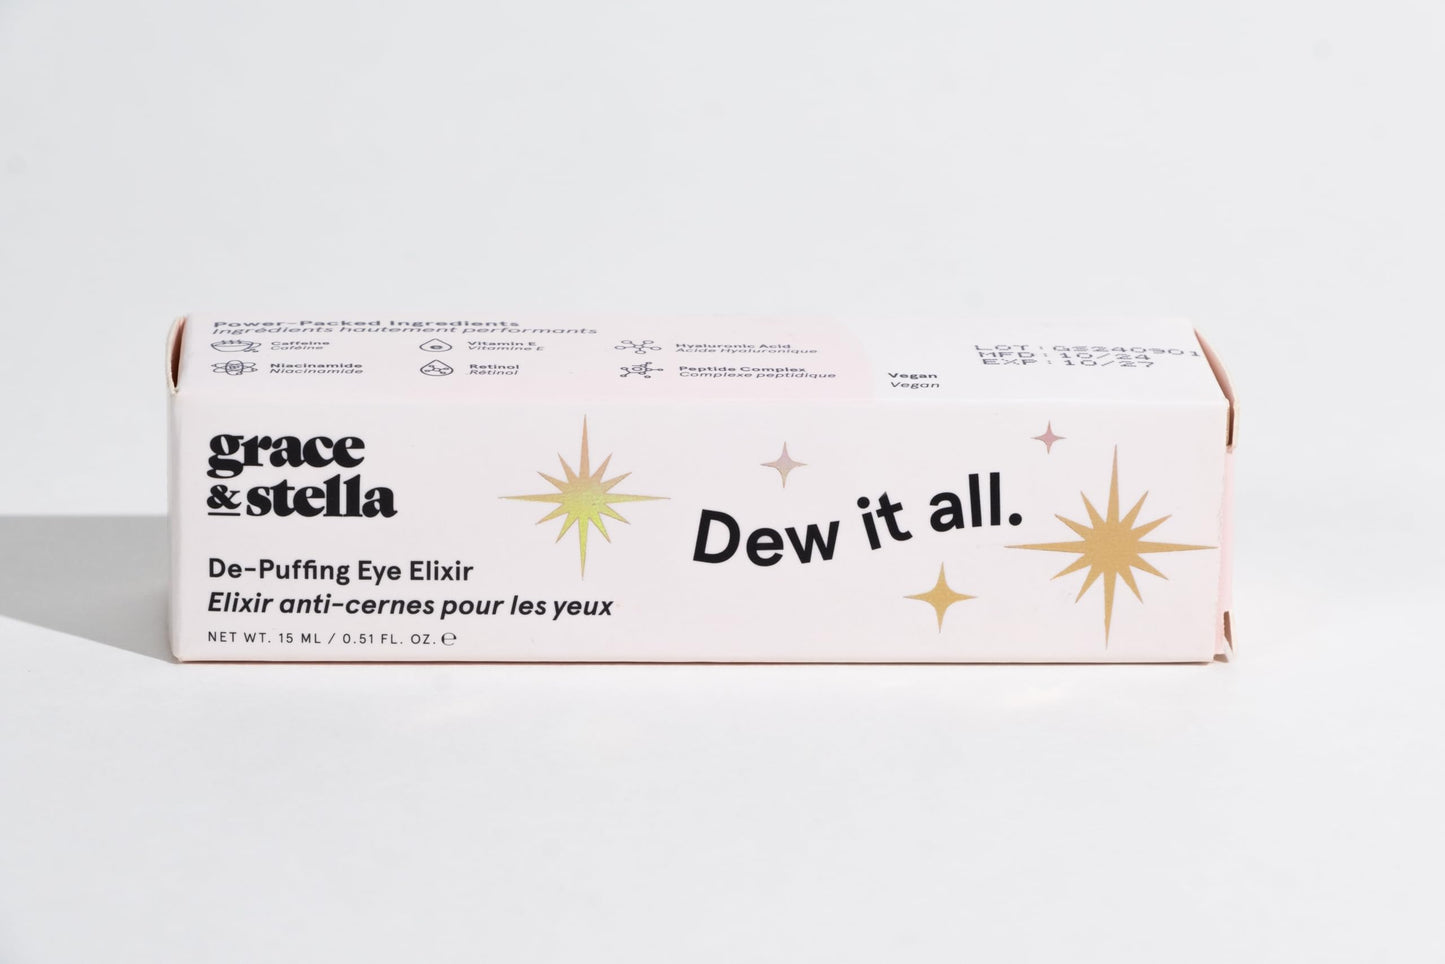 Power-Packed Ingredients
Ingrédients hautement performants
Caffeine
Caféine
Vitamin E
Vitamine E
Hyaluronic Acid
Acide Hyaluronique
Niacinamide
Niacinamide
Retinol
Rétinol
Peptide Complex
Complexe peptidique
Vegan
Vegan
LOT:GS240901
MFD:10/24
EXP:10/27
grace
&stella
De-Puffing Eye Elixir
Elixir anti-cernes pour les yeux
NET WT. 15 ML / 0.51 FL. OZ. ℮
Dew it all.